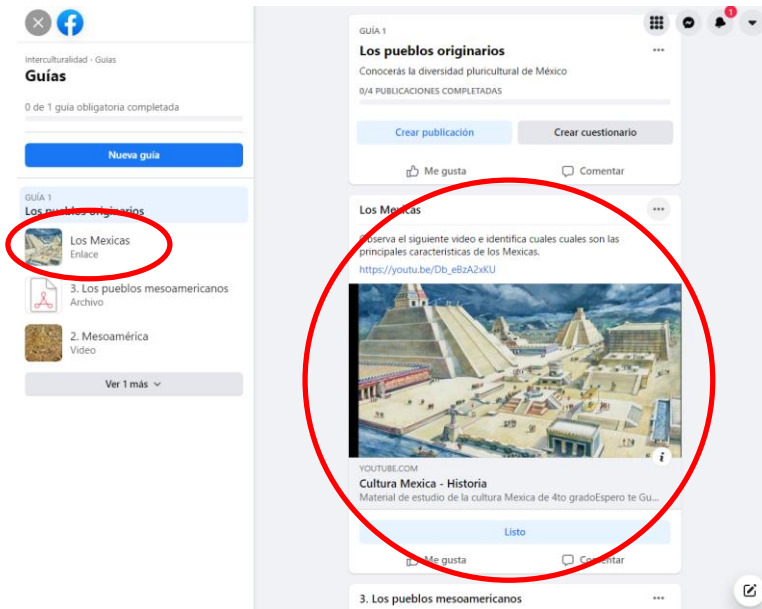 Interculturalidad · Guías
Guías
0 de 1 guía obligatoria completada
Nueva guía
GUÍA 1
Los pueblos originarios
Los Mexicas
Enlace
3. Los pueblos mesoamericanos
Archivo
2. Mesoamérica
Video
Ver 1 más
1
GUÍA 1
Los pueblos originarios
Conocerás la diversidad pluricultural de México
0/4 PUBLICACIONES COMPLETADAS
Crear publicación
Crear cuestionario
Me gusta
Comentar
Los Mexicas
Observa el siguiente video e identifica cuales cuales son las
principales características de los Mexicas.
https://youtu.be/Db_eBzA2xKU
YOUTUBE.COM
Cultura Mexica - Historia
Material de estudio de la cultura Mexica de 4to gradoEspero te Gu...
Listo
Me gusta
Comentar
3. Los pueblos mesoamericanos